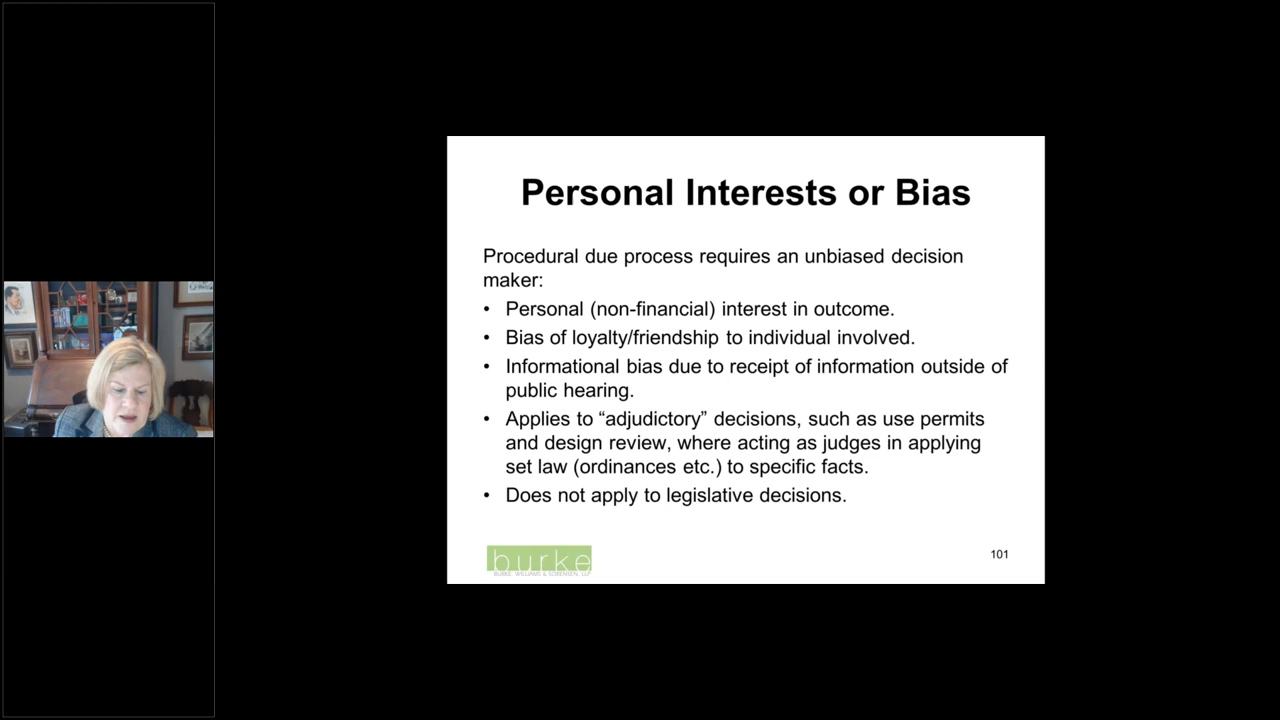 Personal Interests or Bias
Procedural due process requires an unbiased decision
maker:
• Personal (non-financial) interest in outcome.
• Bias of loyalty/friendship to individual involved.
• Informational bias due to receipt of information outside of
public hearing.
• Applies to “adjudictory” decisions, such as use permits
and design review, where acting as judges in applying
set law (ordinances etc.) to specific facts.
• Does not apply to legislative decisions.
burke
BURKE, WILLIAMS & SORENSEN, LLP
101